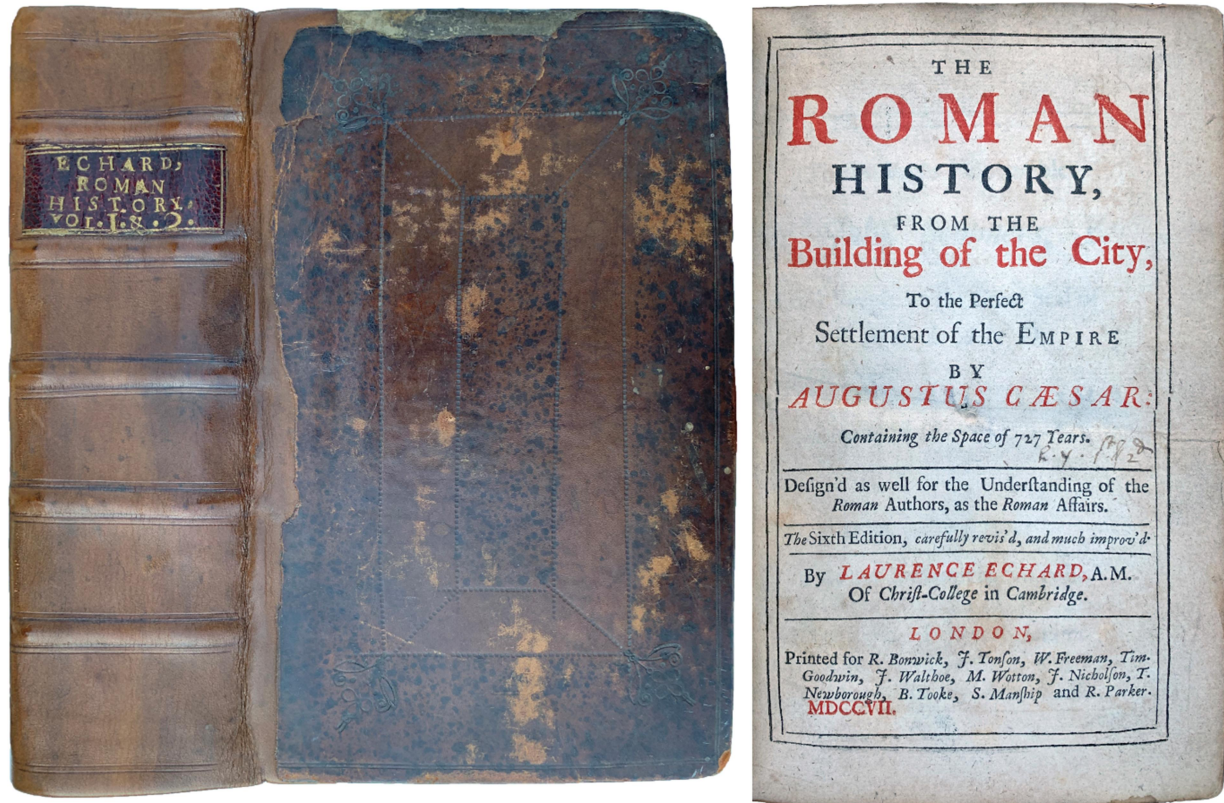 ECHARD,
ROMAN
HISTORY.
VOL. I. & . 2.
THE
ROMAN
HISTORY,
FROM THE
Building of the City,
To the Perfect
Settlement of the EMPIRE
BY
AUGUSTUS CÆSAR:
Containing the Space of 727 Years.
Deſign'd as well for the Underſtanding of the
Roman Authors, as the Roman Affairs.
The Sixth Edition, carefully revis'd, and much improv'd.
By LAURENCE ECHARD, A.M.
Of Chriſt-College in Cambridge.
LONDON,
Printed for R. Bonwick, J. Tonſon, W. Freeman, Tim.
Goodwin, J. Walthoe, M. Wotton, J. Nicholſon, T.
Newborough, B. Tooke, S. Manſhip and R. Parker.
MDCCVII.